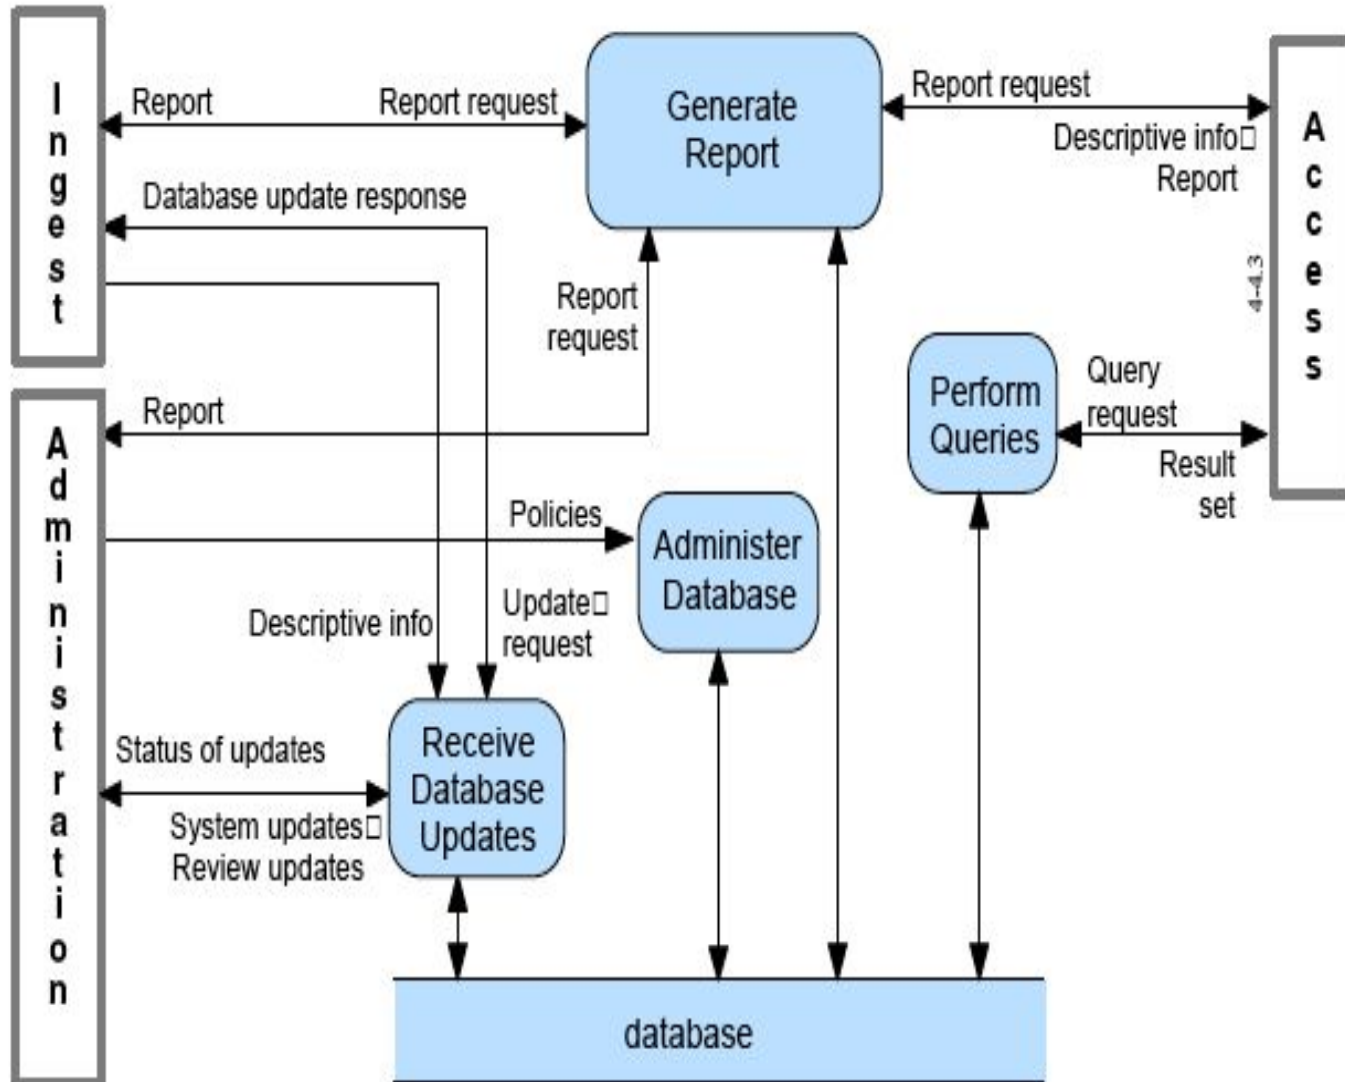 Ingest
Report
Report request
Generate
Report
Report request
Descriptive info□
Report
Access
Database update response
4-4.3
Report
request
Perform
Queries
Query
request
Result
set
Administration
Report
Policies
Administer
Database
Descriptive info
Update□
request
Receive
Database
Updates
Status of updates
System updates□
Review updates
database